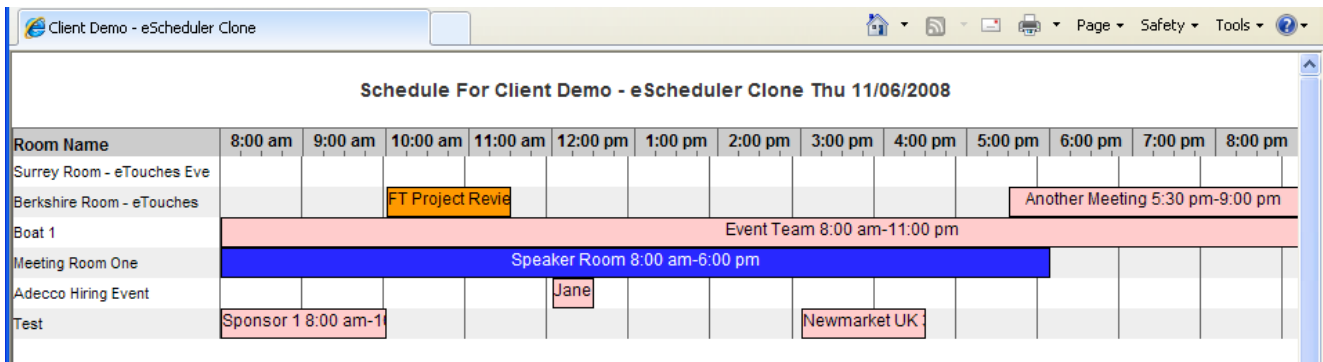 Client Demo - eScheduler Clone
Page Safety Tools
Schedule For Client Demo - eScheduler Clone Thu 11/06/2008
Room Name 8:00 am 9:00 am 10:00 am 11:00 am 12:00 pm 1:00 pm 2:00 pm 3:00 pm 4:00 pm 5:00 pm 6:00 pm 7:00 pm 8:00 pm
Surrey Room - eTouches Eve
Berkshire Room - eTouches FT Project Revie Another Meeting 5:30 pm-9:00 pm
Boat 1 Event Team 8:00 am-11:00 pm
Meeting Room One Speaker Room 8:00 am-6:00 pm
Adecco Hiring Event Jane
Test Sponsor 1 8:00 am-1 Newmarket UK